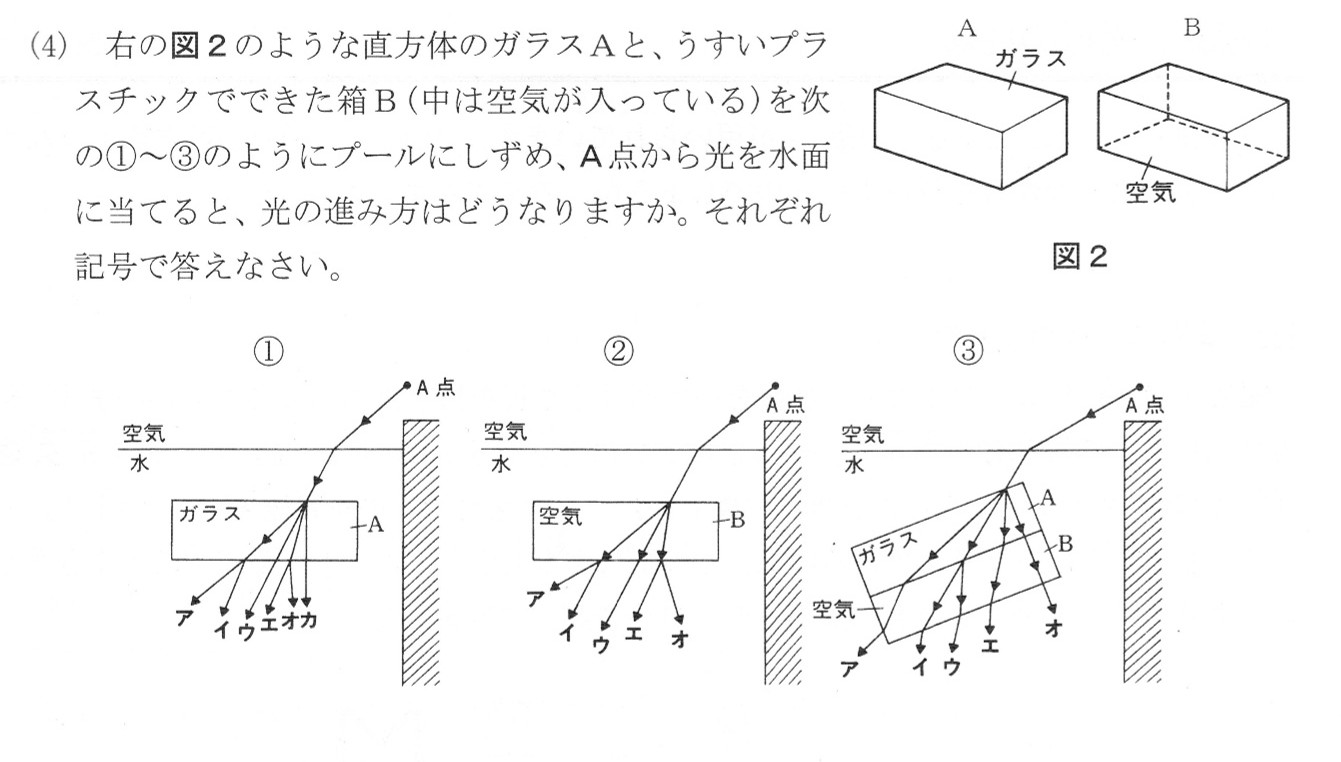 (4) 右の図2のような直方体のガラスAと、うすいプラ
スチックでできた箱B(中は空気が入っている)を次
の①～③のようにプールにしずめ、A点から光を水面
に当てると、光の進み方はどうなりますか。それぞれ
記号で答えなさい。
A
B
ガラス
空気
図2
①
②
③
A点
空気
水
ガラス
A
ア
イ
ウ
エ
オ
カ
A点
空気
水
空気
B
ア
イ
ウ
エ
オ
A点
空気
水
A
ガラス
B
空気
ア
イ
ウ
エ
オ